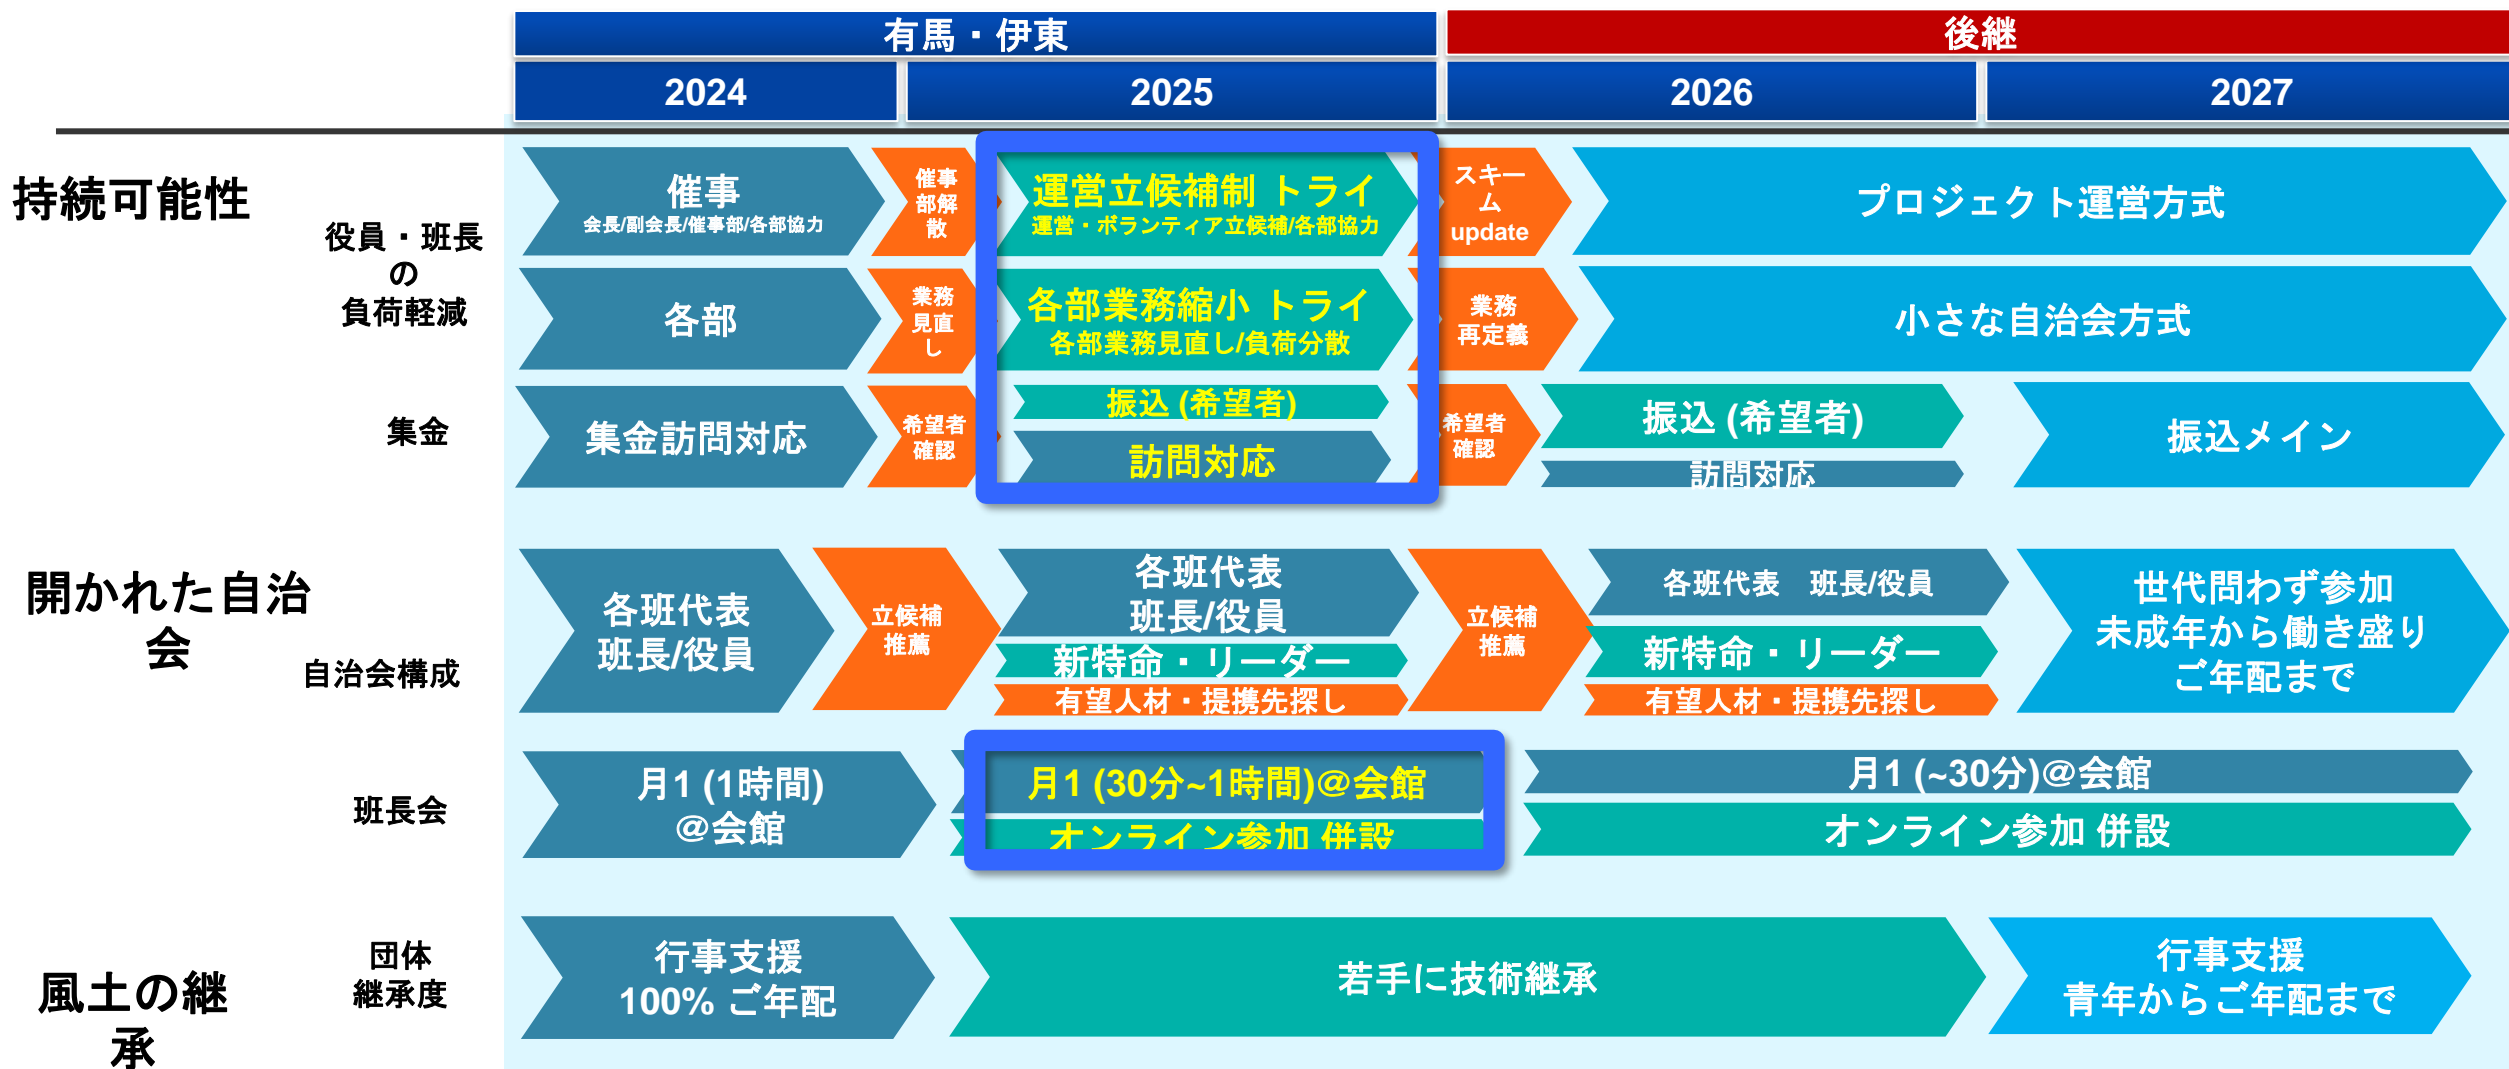 有馬・伊東
後継
2024
2025
2026
2027
持続可能性
役員・班長
の
負荷軽減
催事
会長/副会長/催事部/各部協力
催事
部解
散
運営立候補制 トライ
運営・ボランティア立候補/各部協力
スキー
ム
update
プロジェクト運営方式
各部
業務
見直
し
各部業務縮小 トライ
各部業務見直し/負荷分散
業務
再定義
小さな自治会方式
集金
集金訪問対応
希望者
確認
振込 (希望者)
訪問対応
希望者
確認
振込 (希望者)
訪問対応
振込メイン
開かれた自治
会
自治会構成
各班代表
班長/役員
立候補
推薦
各班代表
班長/役員
新特命・リーダー
有望人材・提携先探し
立候補
推薦
各班代表　班長/役員
新特命・リーダー
有望人材・提携先探し
世代問わず参加
未成年から働き盛り
ご年配まで
班長会
月1 (1時間)
@会館
月1 (30分~1時間)@会館
オンライン参加 併設
月1 (~30分)@会館
オンライン参加 併設
風土の継
承
団体
継承度
行事支援
100% ご年配
若手に技術継承
行事支援
青年からご年配まで